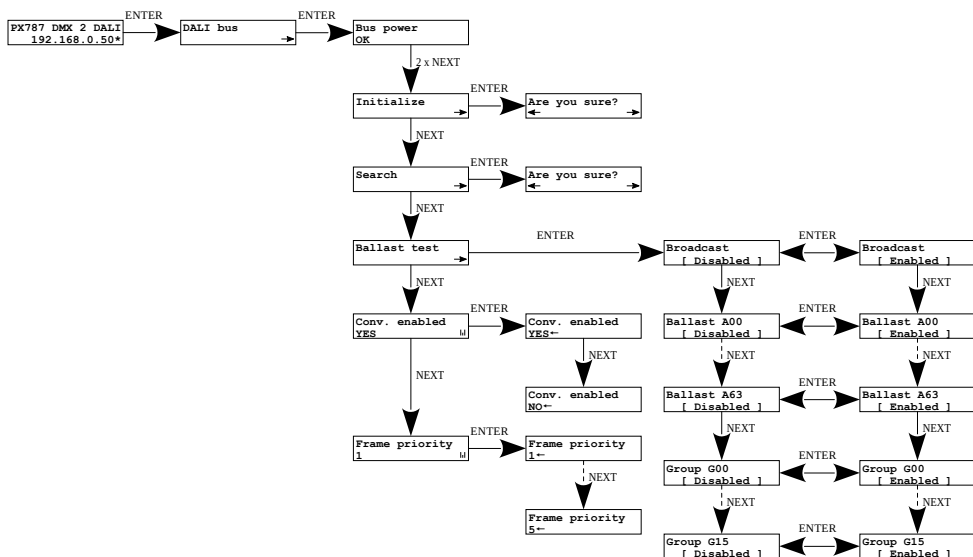 ENTER ENTER
PX787 DMX 2 DALI DALI bus Bus power
192.168.0.50* → OK
2 x NEXT
ENTER
Initialize Are you sure?
→ ← →
NEXT
ENTER
Search Are you sure?
→ ← →
NEXT
ENTER ENTER
Ballast test Broadcast Broadcast
→ [ Disabled ] [ Enabled ]
NEXT NEXT NEXT
ENTER ENTER
Conv. enabled Conv. enabled Ballast A00 Ballast A00
YES YES← [ Disabled ] [ Enabled ]
NEXT NEXT NEXT
NEXT ENTER
Conv. enabled Ballast A63 Ballast A63
NO← [ Disabled ] [ Enabled ]
NEXT NEXT
ENTER ENTER
Frame priority Frame priority Group G00 Group G00
1 1← [ Disabled ] [ Enabled ]
NEXT NEXT NEXT
Frame priority ENTER
5← Group G15 Group G15
[ Disabled ] [ Enabled ]